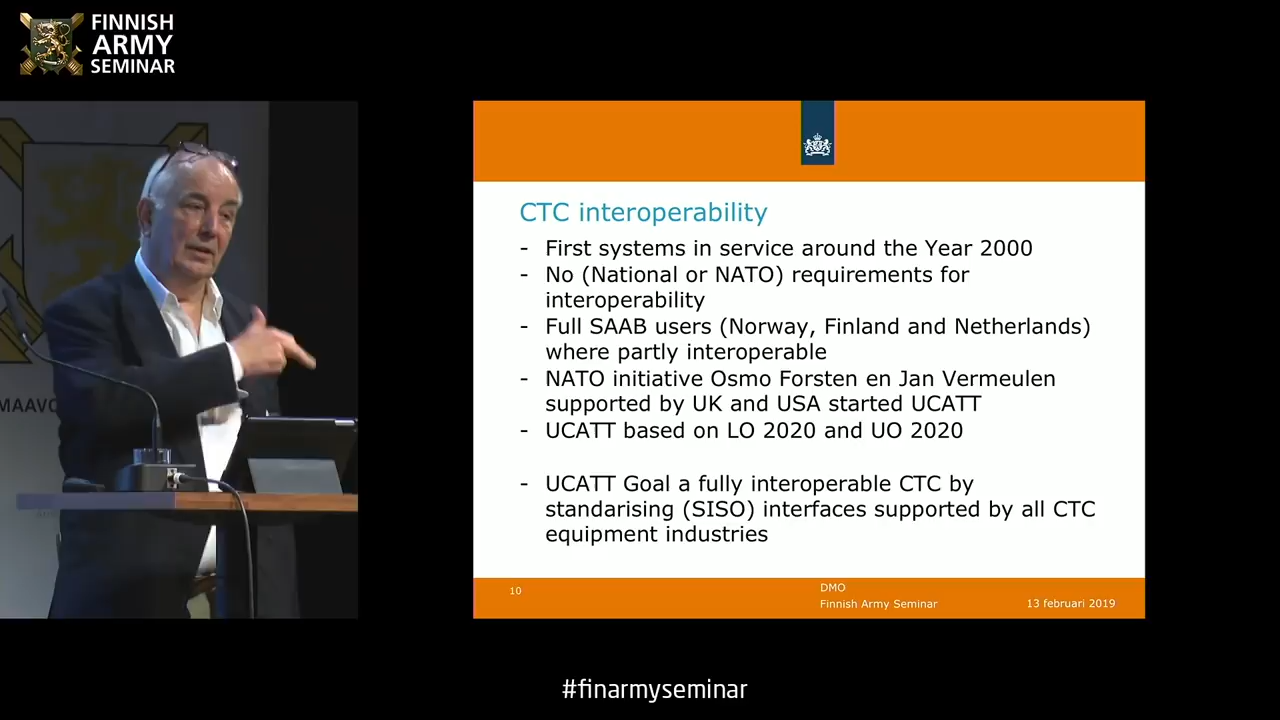 FINNISH
ARMY
SEMINAR
MAAVO
CTC interoperability
- First systems in service around the Year 2000
- No (National or NATO) requirements for
interoperability
- Full SAAB users (Norway, Finland and Netherlands)
where partly interoperable
- NATO initiative Osmo Forsten en Jan Vermeulen
supported by UK and USA started UCATT
- UCATT based on LO 2020 and UO 2020
- UCATT Goal a fully interoperable CTC by
standarising (SISO) interfaces supported by all CTC
equipment industries
10
DMO
Finnish Army Seminar
13 februari 2019
#finarmyseminar